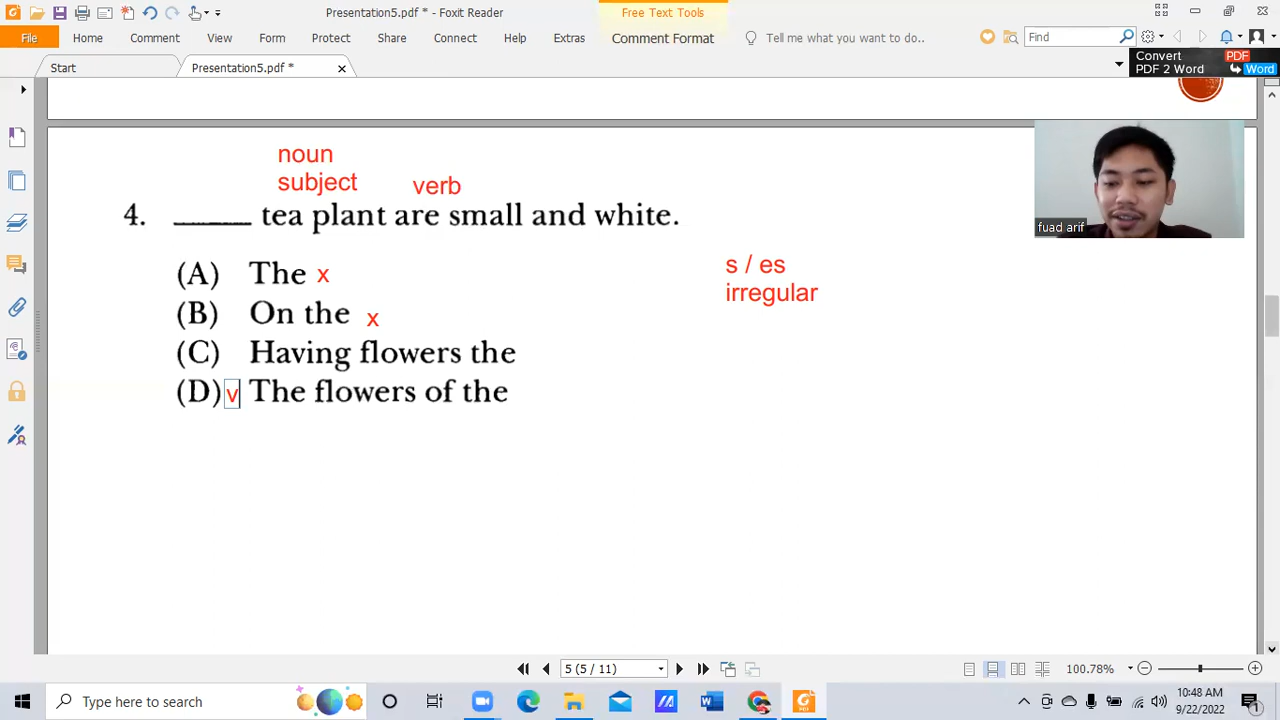 Presentation5.pdf * - Foxit Reader
Free Text Tools
File Home Comment View Form Protect Share Connect Help Extras Comment Format Tell me what you want to do.. Find
Start Presentation5.pdf *
Convert PDF
PDF 2 Word Word
noun
subject verb
4. ______ tea plant are small and white.
(A) The x
(B) On the x
(C) Having flowers the
(D) v The flowers of the
s / es
irregular
fuad arif
5 (5 / 11) 100.78%
Type here to search
10:48 AM
9/22/2022
1